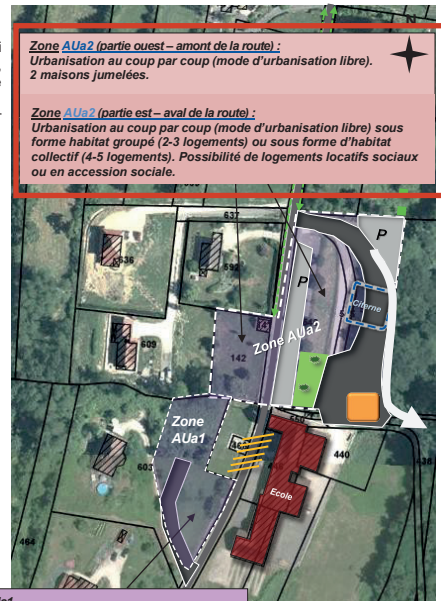 Zone AUa2 (partie ouest – amont de la route) :
Urbanisation au coup par coup (mode d'urbanisation libre).
2 maisons jumelées.
Zone AUa2 (partie est – aval de la route) :
Urbanisation au coup par coup (mode d'urbanisation libre) sous
forme habitat groupé (2-3 logements) ou sous forme d'habitat
collectif (4-5 logements). Possibilité de logements locatifs sociaux
ou en accession sociale.
637
P
636
592
P
Citerne
Zone AUa2
609
142
Zone
AUa1
603
440
Ecole
464